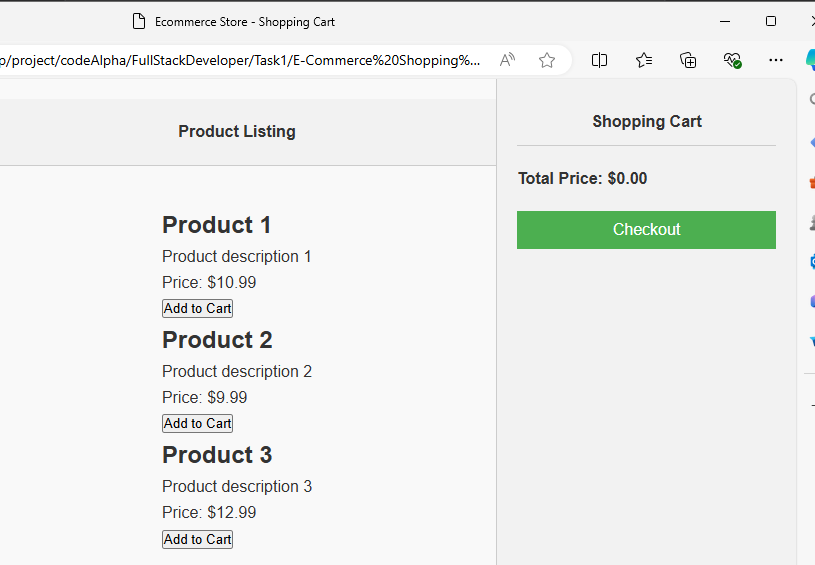 Ecommerce Store - Shopping Cart
p/project/codeAlpha/FullStackDeveloper/Task1/E-Commerce%20Shopping%...
Product Listing
Product 1
Product description 1
Price: $10.99
Add to Cart
Product 2
Product description 2
Price: $9.99
Add to Cart
Product 3
Product description 3
Price: $12.99
Add to Cart
Shopping Cart
Total Price: $0.00
Checkout